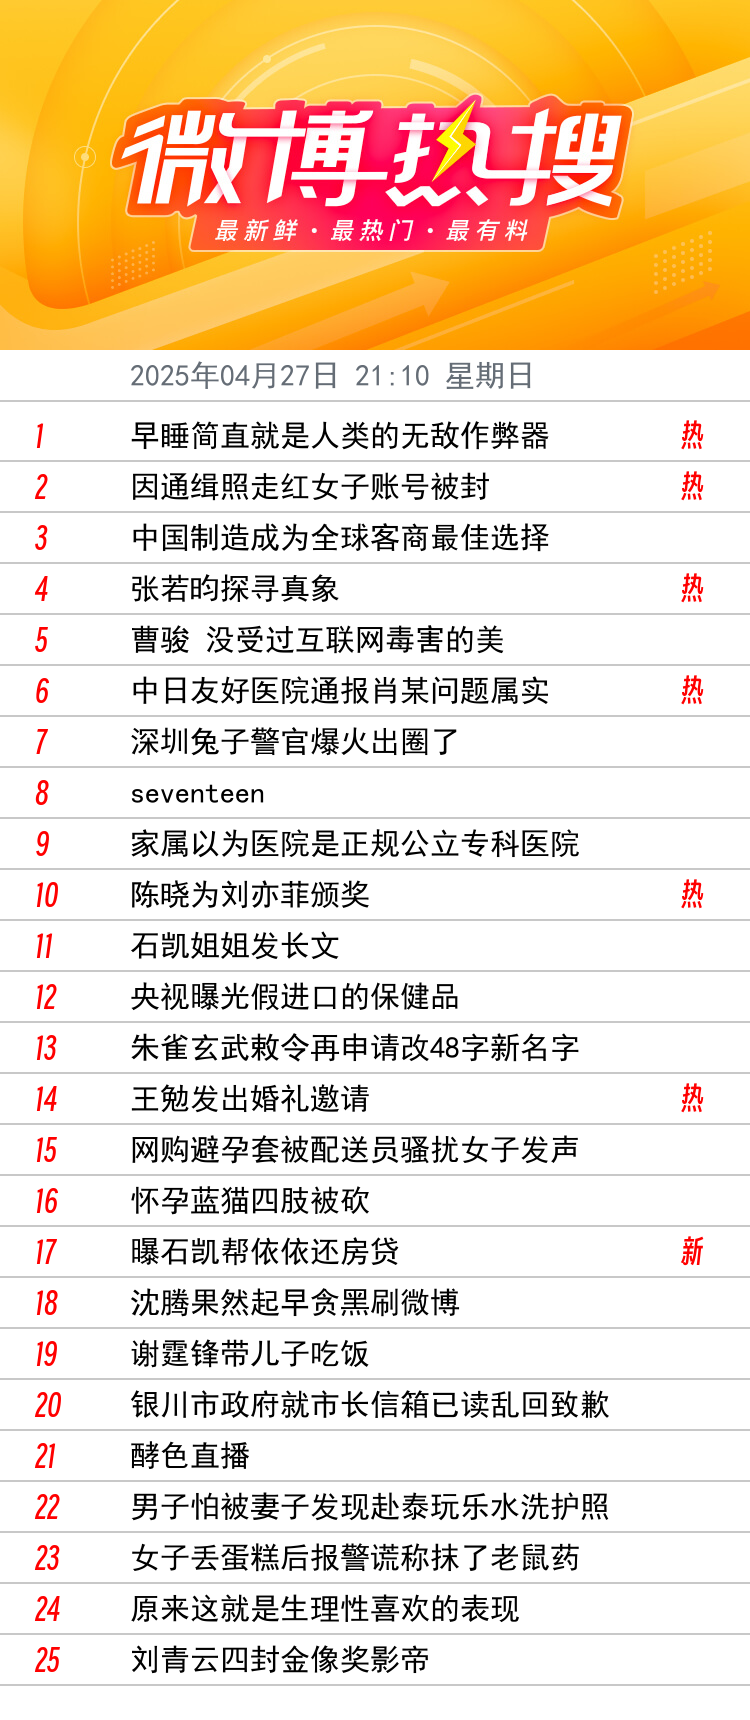 微博热搜
最新鲜·最热门·最有料
2025年04月27日 21:10 星期日
1 早睡简直就是人类的无敌作弊器 热
2 因通缉照走红女子账号被封 热
3 中国制造成为全球客商最佳选择
4 张若昀探寻真象 热
5 曹骏 没受过互联网毒害的美
6 中日友好医院通报肖某问题属实 热
7 深圳兔子警官爆火出圈了
8 seventeen
9 家属以为医院是正规公立专科医院
10 陈晓为刘亦菲颁奖 热
11 石凯姐姐发长文
12 央视曝光假进口的保健品
13 朱雀玄武敕令再申请改48字新名字
14 王勉发出婚礼邀请 热
15 网购避孕套被配送员骚扰女子发声
16 怀孕蓝猫四肢被砍
17 曝石凯帮依依还房贷 新
18 沈腾果然起早贪黑刷微博
19 谢霆锋带儿子吃饭
20 银川市政府就市长信箱已读乱回致歉
21 酵色直播
22 男子怕被妻子发现赴泰玩乐水洗护照
23 女子丢蛋糕后报警谎称抹了老鼠药
24 原来这就是生理性喜欢的表现
25 刘青云四封金像奖影帝